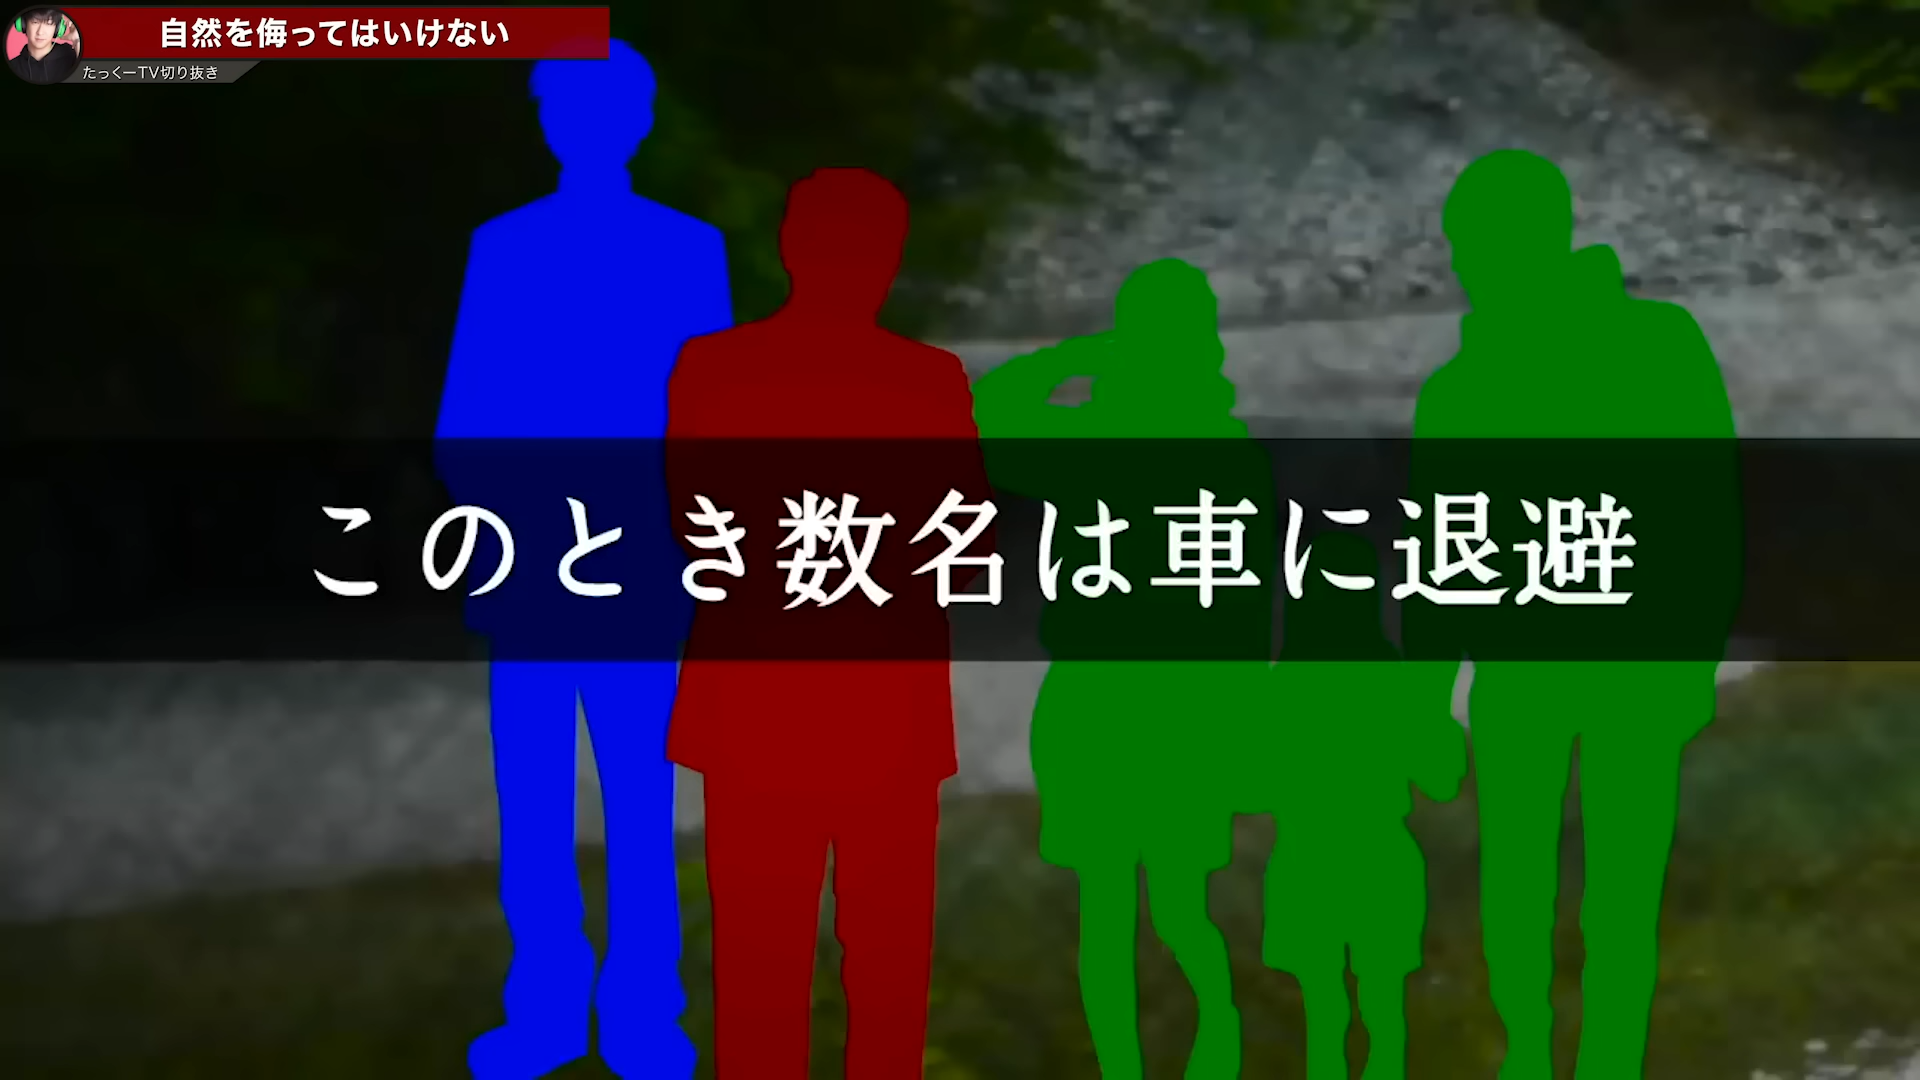 自然を侮ってはいけない
たっくーTV切り抜き
このとき数名は車に退避